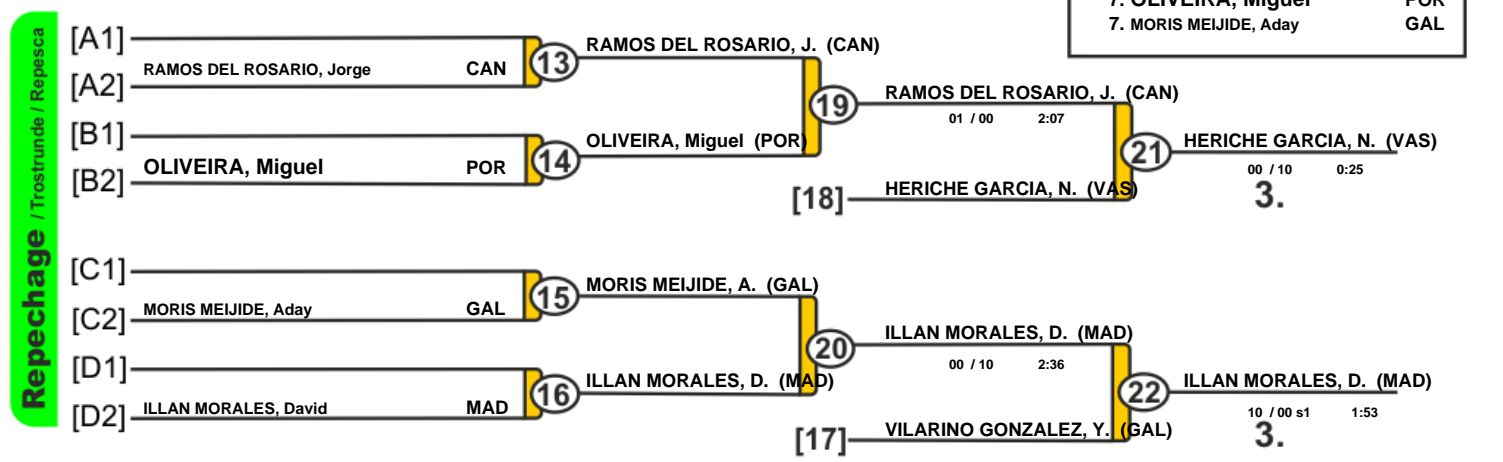 7. OLIVEIRA, Miguel POR
7. MORIS MEIJIDE, Aday GAL
Repechage / Trostrunde / Repesca
[A1]
RAMOS DEL ROSARIO, Jorge CAN
[A2]
13
RAMOS DEL ROSARIO, J. (CAN)
[B1]
OLIVEIRA, Miguel POR
[B2]
14
OLIVEIRA, Miguel (POR)
19
RAMOS DEL ROSARIO, J. (CAN)
01 / 00 2:07
[18]
HERICHE GARCIA, N. (VAS)
21
HERICHE GARCIA, N. (VAS)
00 / 10 0:25
3.
[C1]
MORIS MEIJIDE, Aday GAL
[C2]
15
MORIS MEIJIDE, A. (GAL)
[D1]
ILLAN MORALES, David MAD
[D2]
16
ILLAN MORALES, D. (MAD)
20
ILLAN MORALES, D. (MAD)
00 / 10 2:36
[17]
VILARINO GONZALEZ, Y. (GAL)
22
ILLAN MORALES, D. (MAD)
10 / 00 s1 1:53
3.